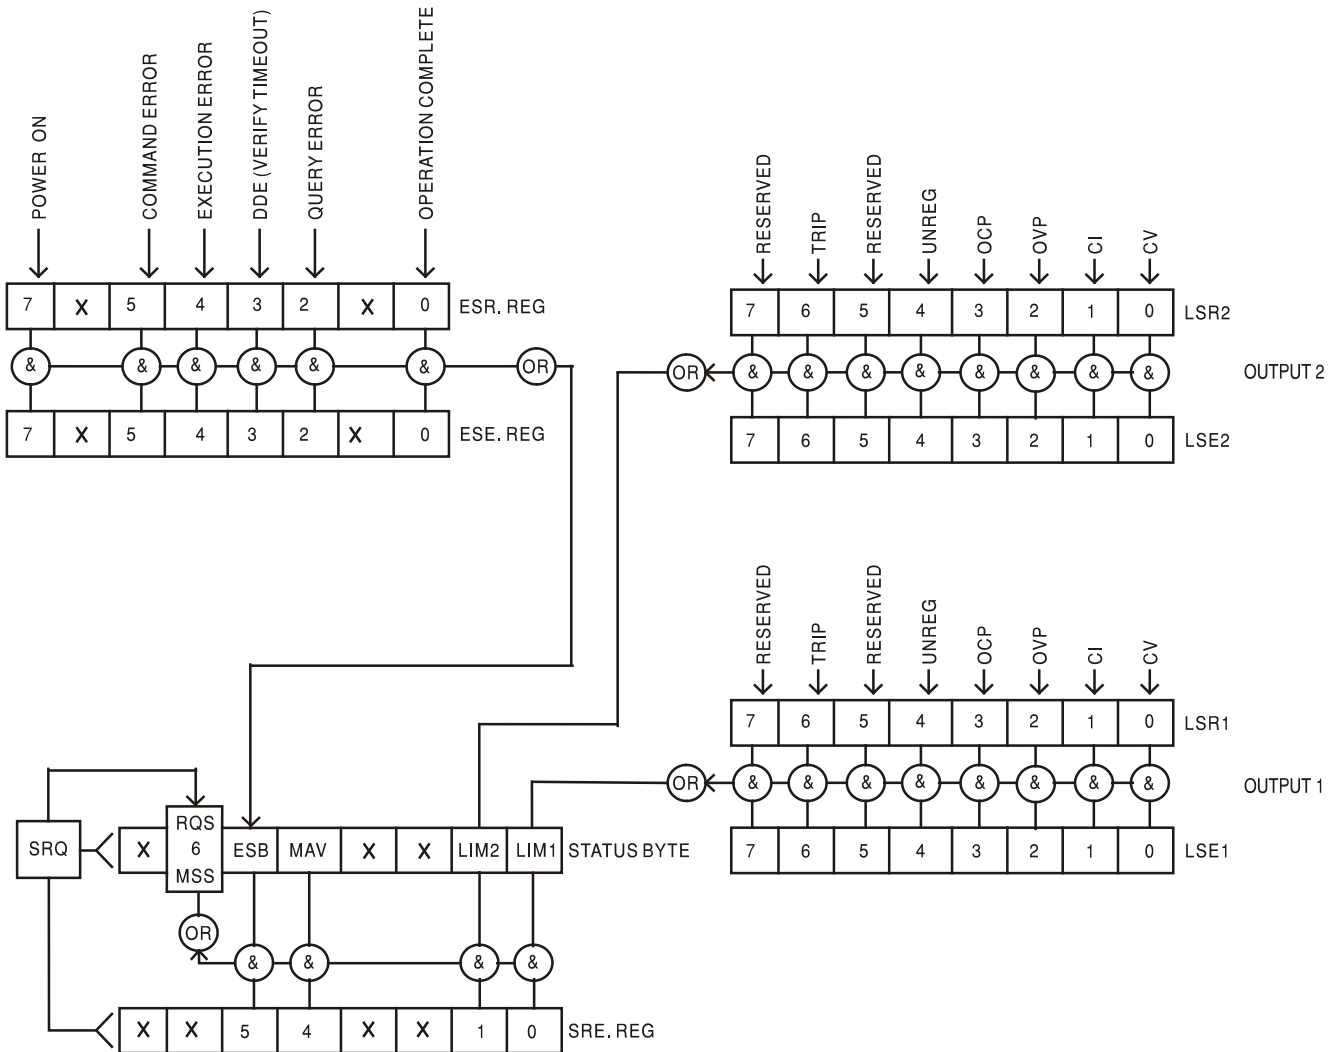 POWER ON
COMMAND ERROR
EXECUTION ERROR
DDE (VERIFY TIMEOUT)
QUERY ERROR
OPERATION COMPLETE
7 X 5 4 3 2 X 0 ESR. REG
& & & & & & OR
7 X 5 4 3 2 X 0 ESE. REG
RESERVED
TRIP
RESERVED
UNREG
OCP
OVP
CI
CV
7 6 5 4 3 2 1 0 LSR2
OR & & & & & & & & OUTPUT 2
7 6 5 4 3 2 1 0 LSE2
RESERVED
TRIP
RESERVED
UNREG
OCP
OVP
CI
CV
7 6 5 4 3 2 1 0 LSR1
OR & & & & & & & & OUTPUT 1
7 6 5 4 3 2 1 0 LSE1
SRQ
X RQS 6 MSS ESB MAV X X LIM2 LIM1 STATUS BYTE
OR
& & & &
X X 5 4 X X 1 0 SRE. REG